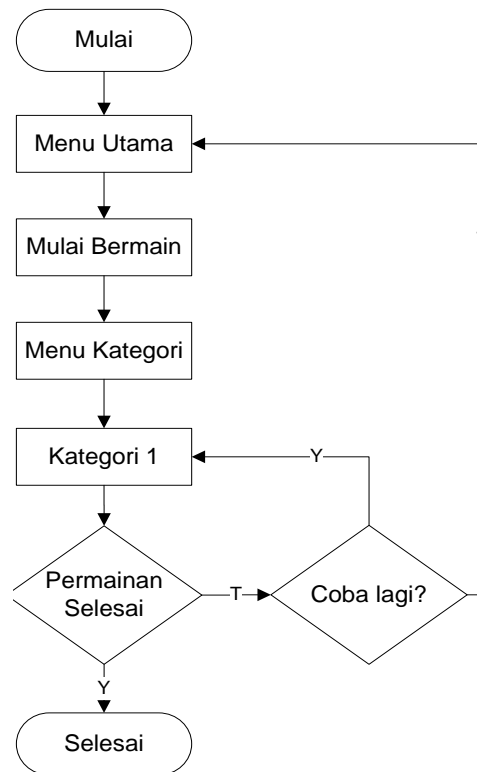 Mulai
Menu Utama
Mulai Bermain
Menu Kategori
Kategori 1
Y
Permainan
Selesai
T
Coba lagi?
Y
Selesai